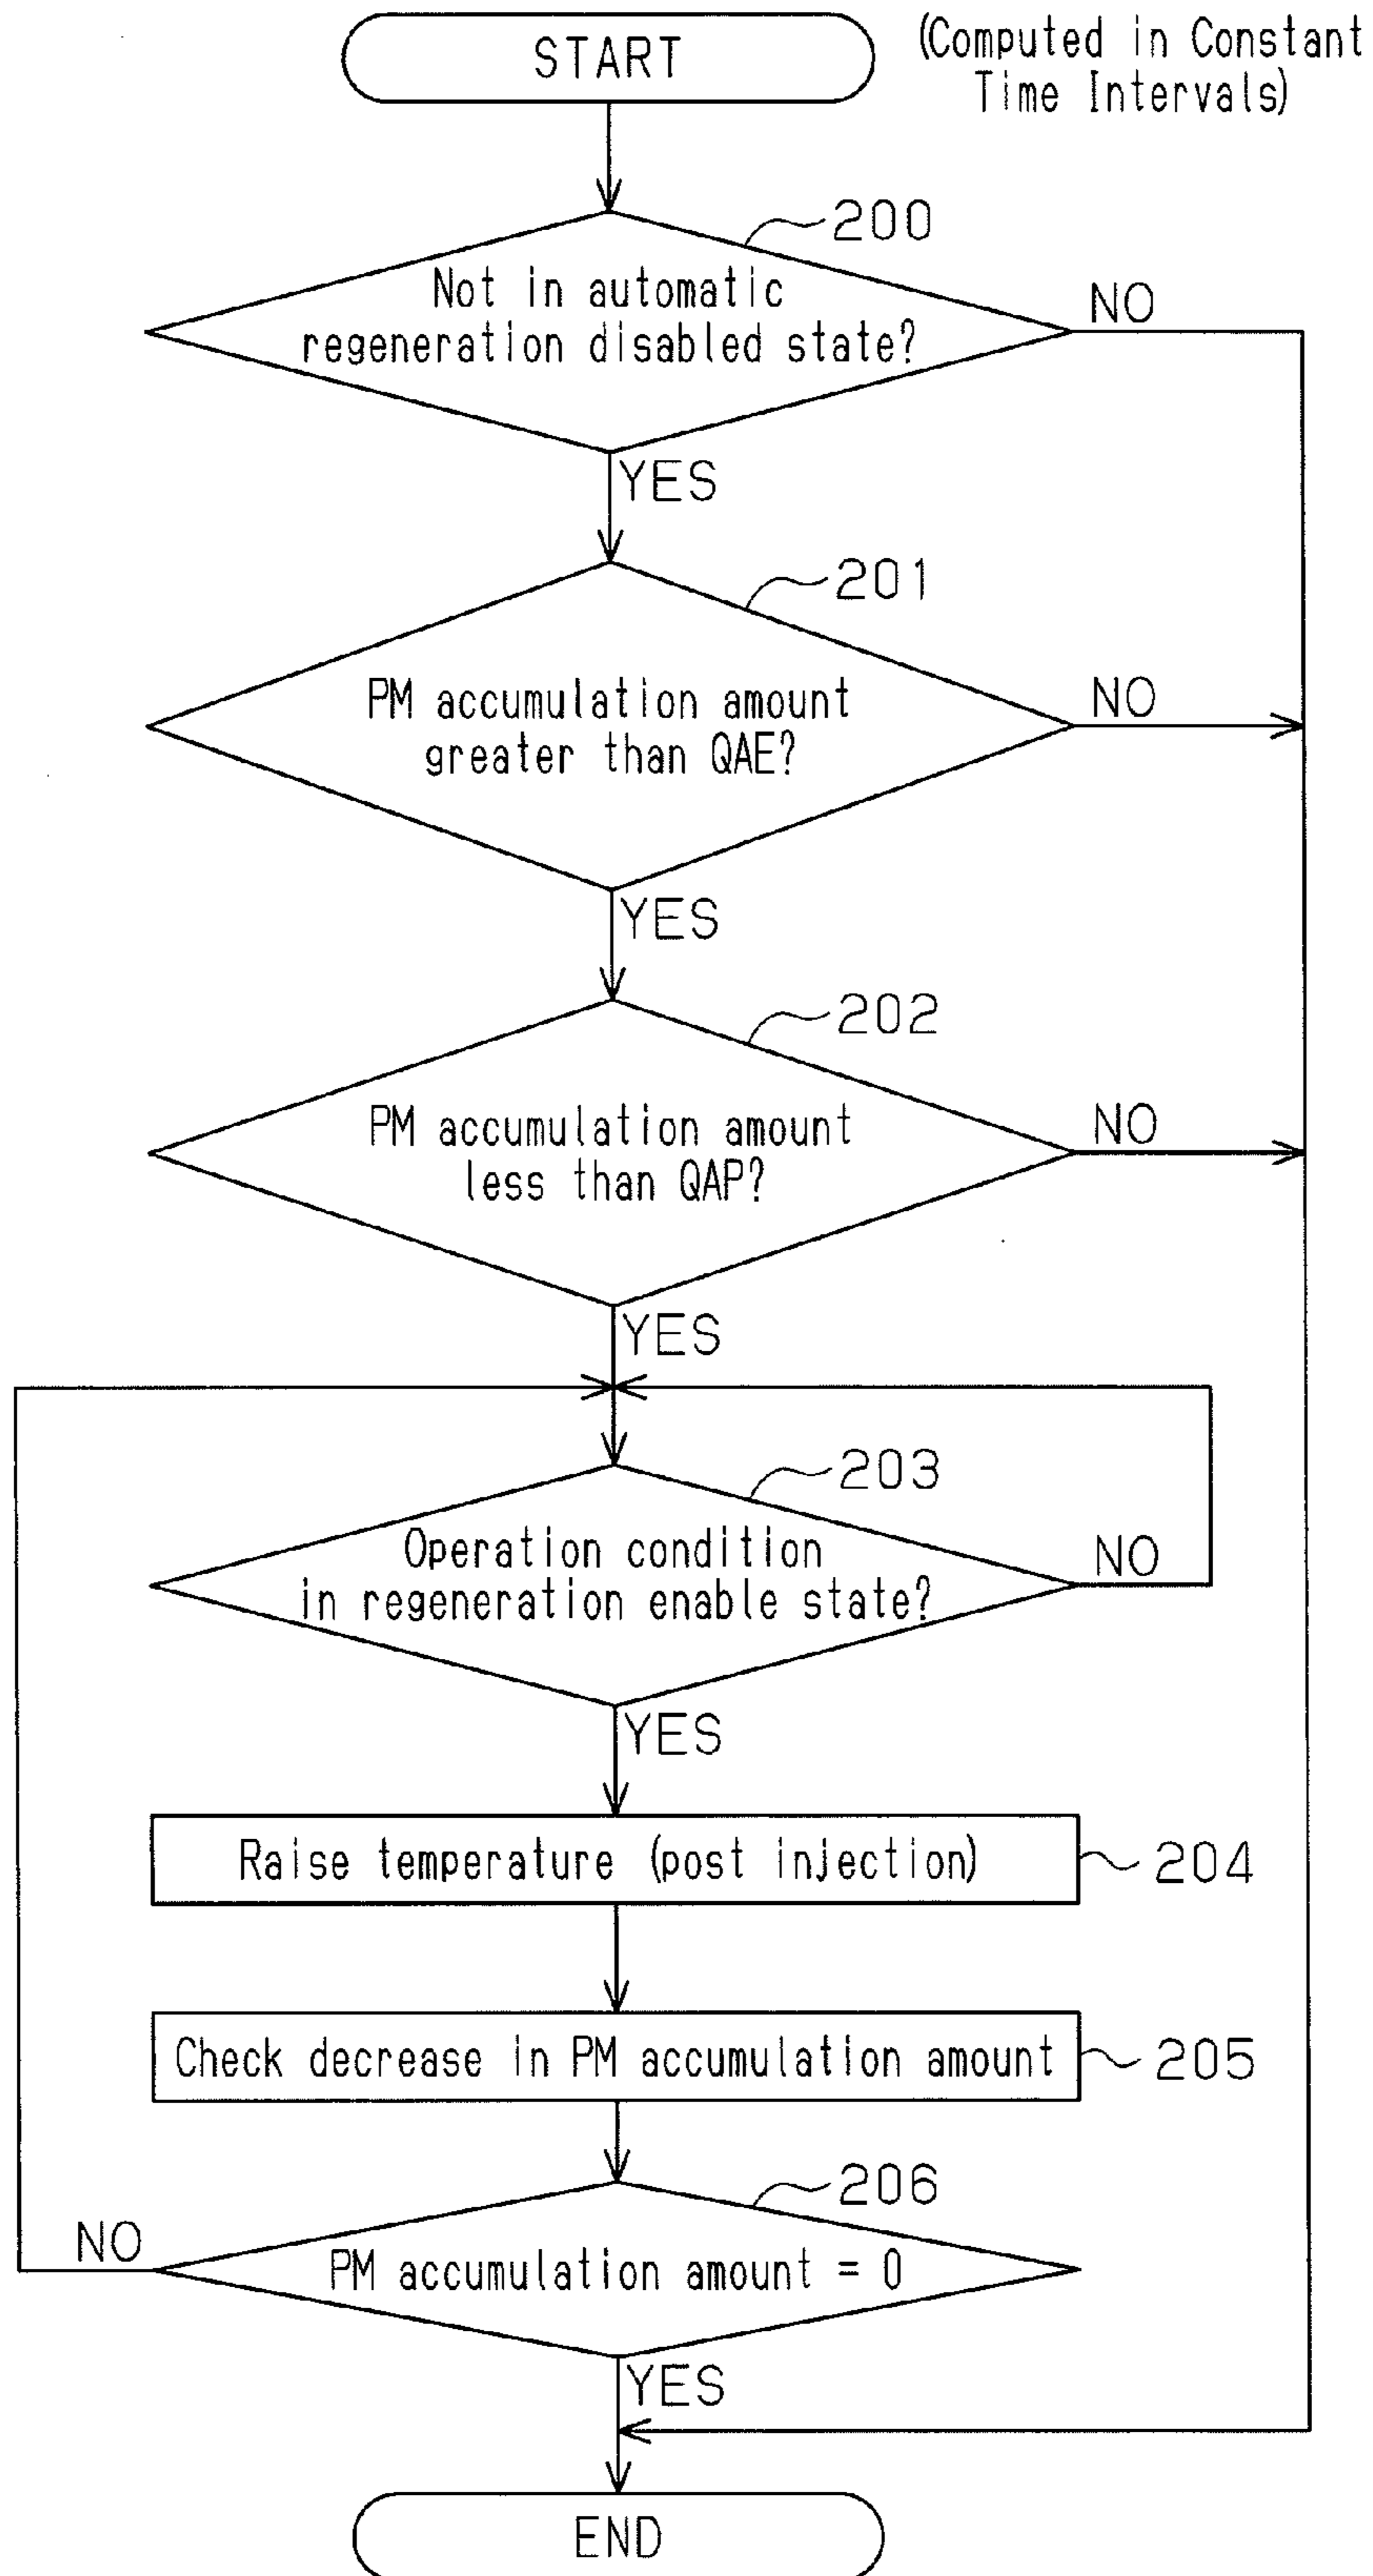 START
(Computed in Constant
Time Intervals)
200
Not in automatic
regeneration disabled state?
NO
YES
201
PM accumulation amount
greater than QAE?
NO
YES
202
PM accumulation amount
less than QAP?
NO
YES
203
Operation condition
in regeneration enable state?
NO
YES
Raise temperature (post injection)
204
Check decrease in PM accumulation amount
205
206
NO
PM accumulation amount = 0
YES
END